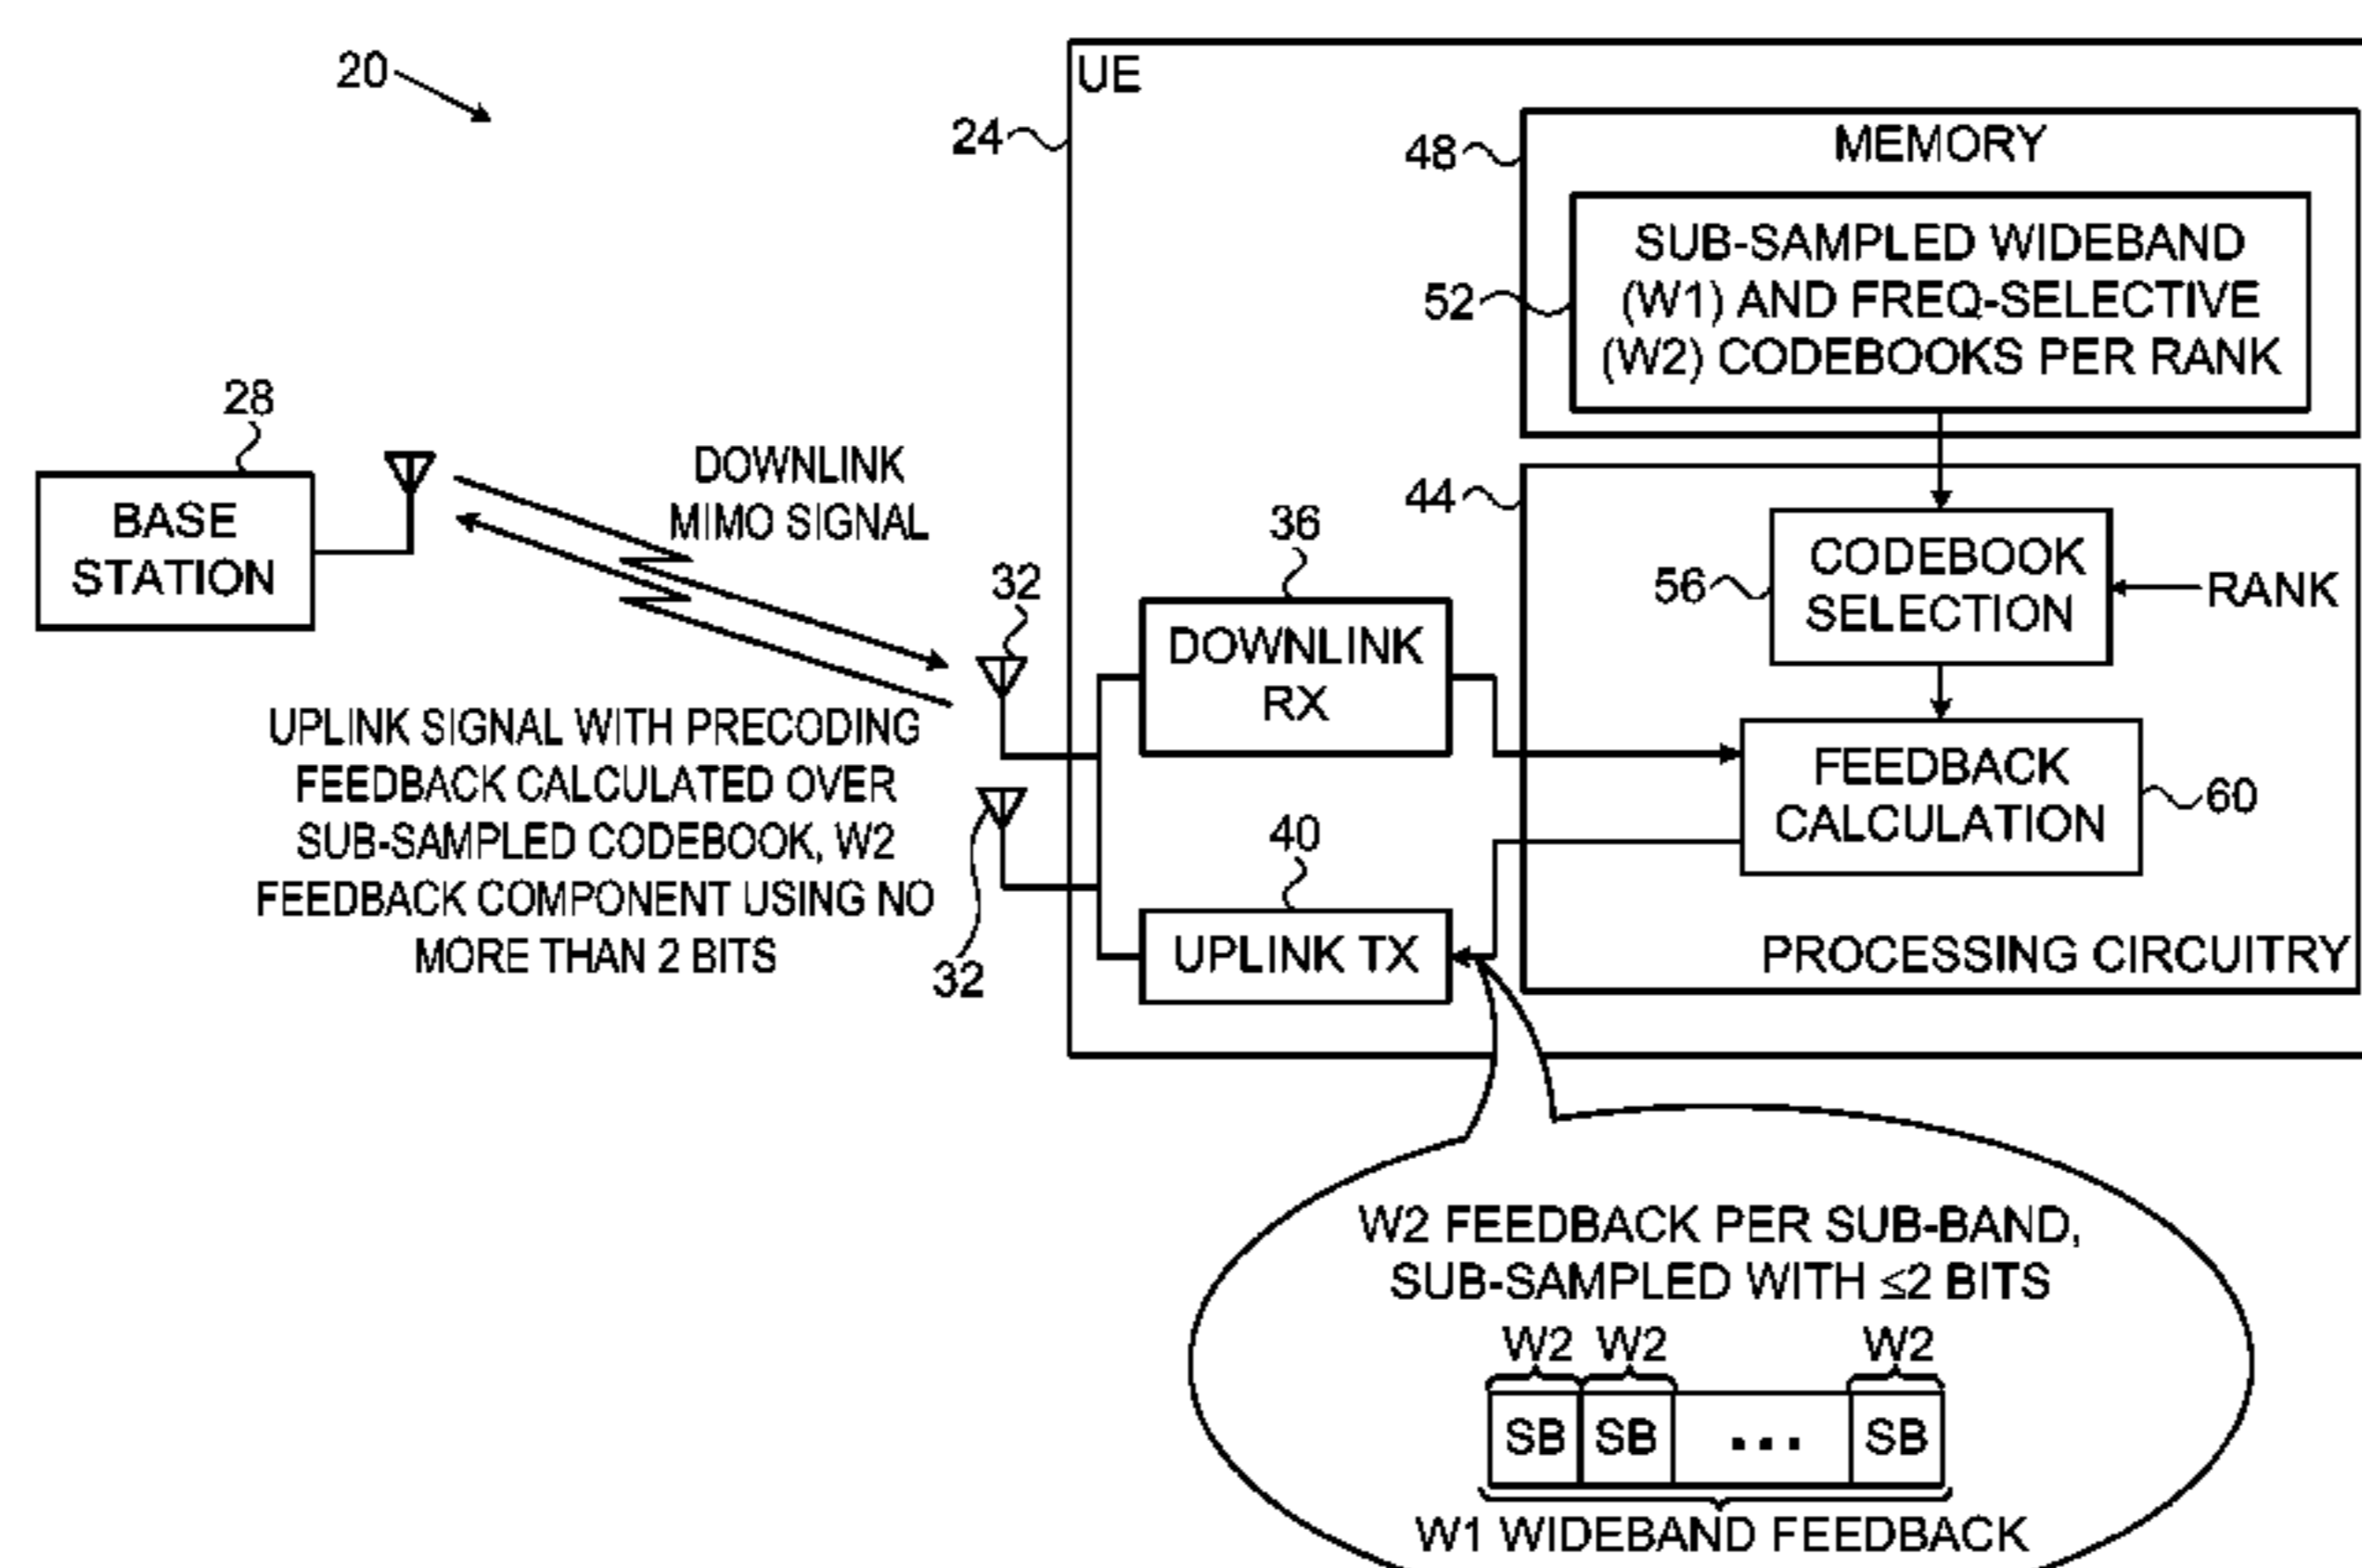 20
UE
24
48
MEMORY
52
SUB-SAMPLED WIDEBAND
(W1) AND FREQ-SELECTIVE
(W2) CODEBOOKS PER RANK
28
BASE
STATION
DOWNLINK
MIMO SIGNAL
32
36
DOWNLINK
RX
44
56
CODEBOOK
SELECTION
RANK
UPLINK SIGNAL WITH PRECODING
FEEDBACK CALCULATED OVER
SUB-SAMPLED CODEBOOK, W2
FEEDBACK COMPONENT USING NO
MORE THAN 2 BITS
32
40
UPLINK TX
FEEDBACK
CALCULATION
60
PROCESSING CIRCUITRY
W2 FEEDBACK PER SUB-BAND,
SUB-SAMPLED WITH ≤2 BITS
W2 W2 W2
SB SB ... SB
W1 WIDEBAND FEEDBACK